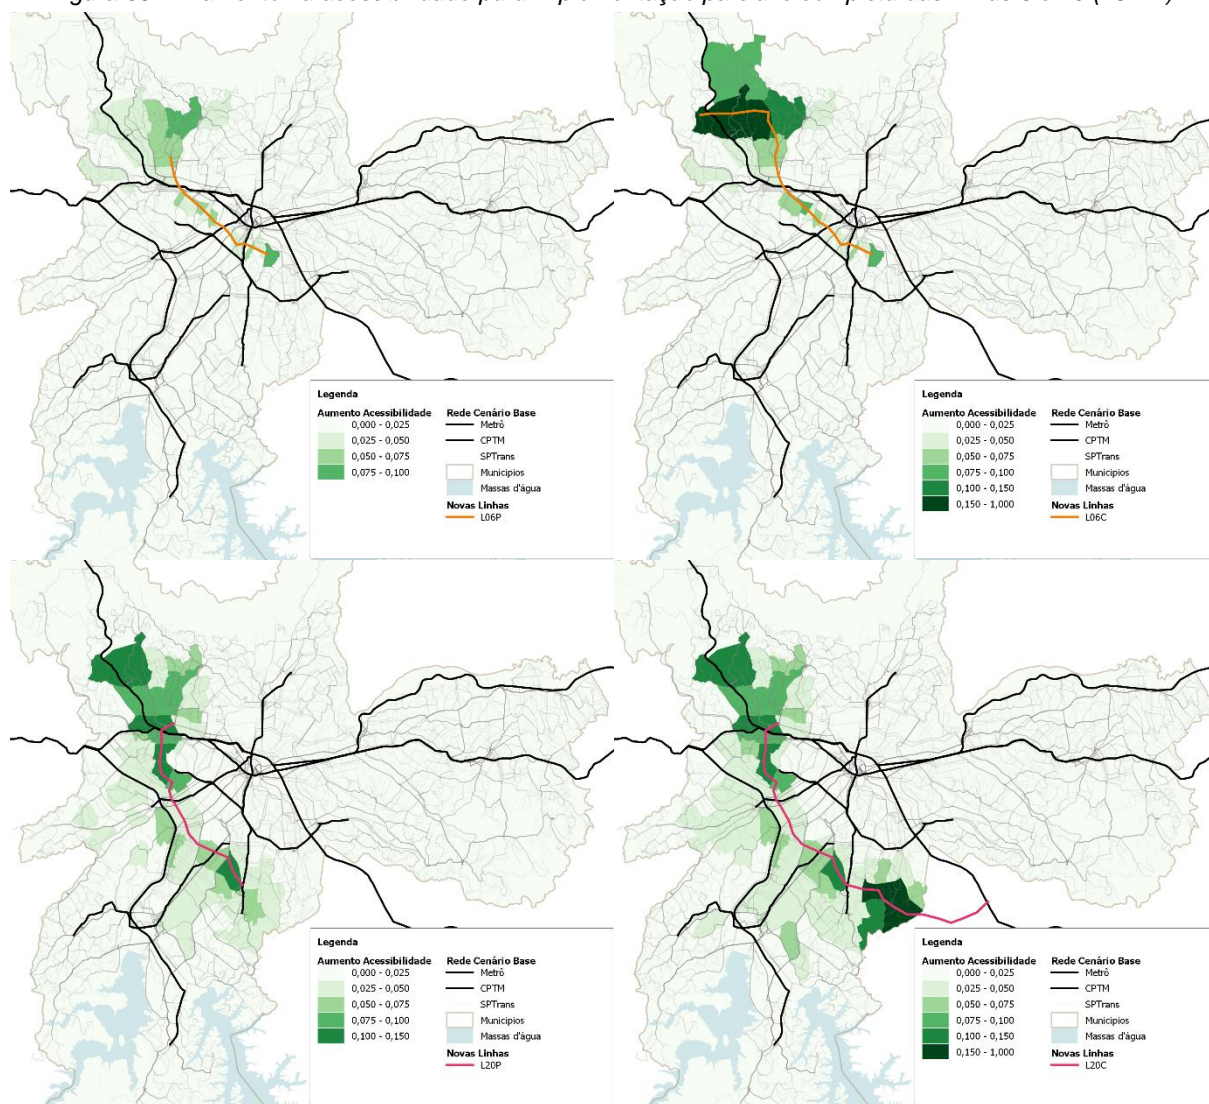 Legenda
Aumento Acessibilidade
0,000 - 0,025
0,025 - 0,050
0,050 - 0,075
0,075 - 0,100
Rede Cenário Base
Metrô
CPTM
SPTrans
Municípios
Massas d'água
Novas Linhas
L06P
Legenda
Aumento Acessibilidade
0,000 - 0,025
0,025 - 0,050
0,050 - 0,075
0,075 - 0,100
0,100 - 0,150
0,150 - 1,000
Rede Cenário Base
Metrô
CPTM
SPTrans
Municípios
Massas d'água
Novas Linhas
L06C
Legenda
Aumento Acessibilidade
0,000 - 0,025
0,025 - 0,050
0,050 - 0,075
0,075 - 0,100
0,100 - 0,150
Rede Cenário Base
Metrô
CPTM
SPTrans
Municípios
Massas d'água
Novas Linhas
L20P
Legenda
Aumento Acessibilidade
0,000 - 0,025
0,025 - 0,050
0,050 - 0,075
0,075 - 0,100
0,100 - 0,150
0,150 - 1,000
Rede Cenário Base
Metrô
CPTM
SPTrans
Municípios
Massas d'água
Novas Linhas
L20C